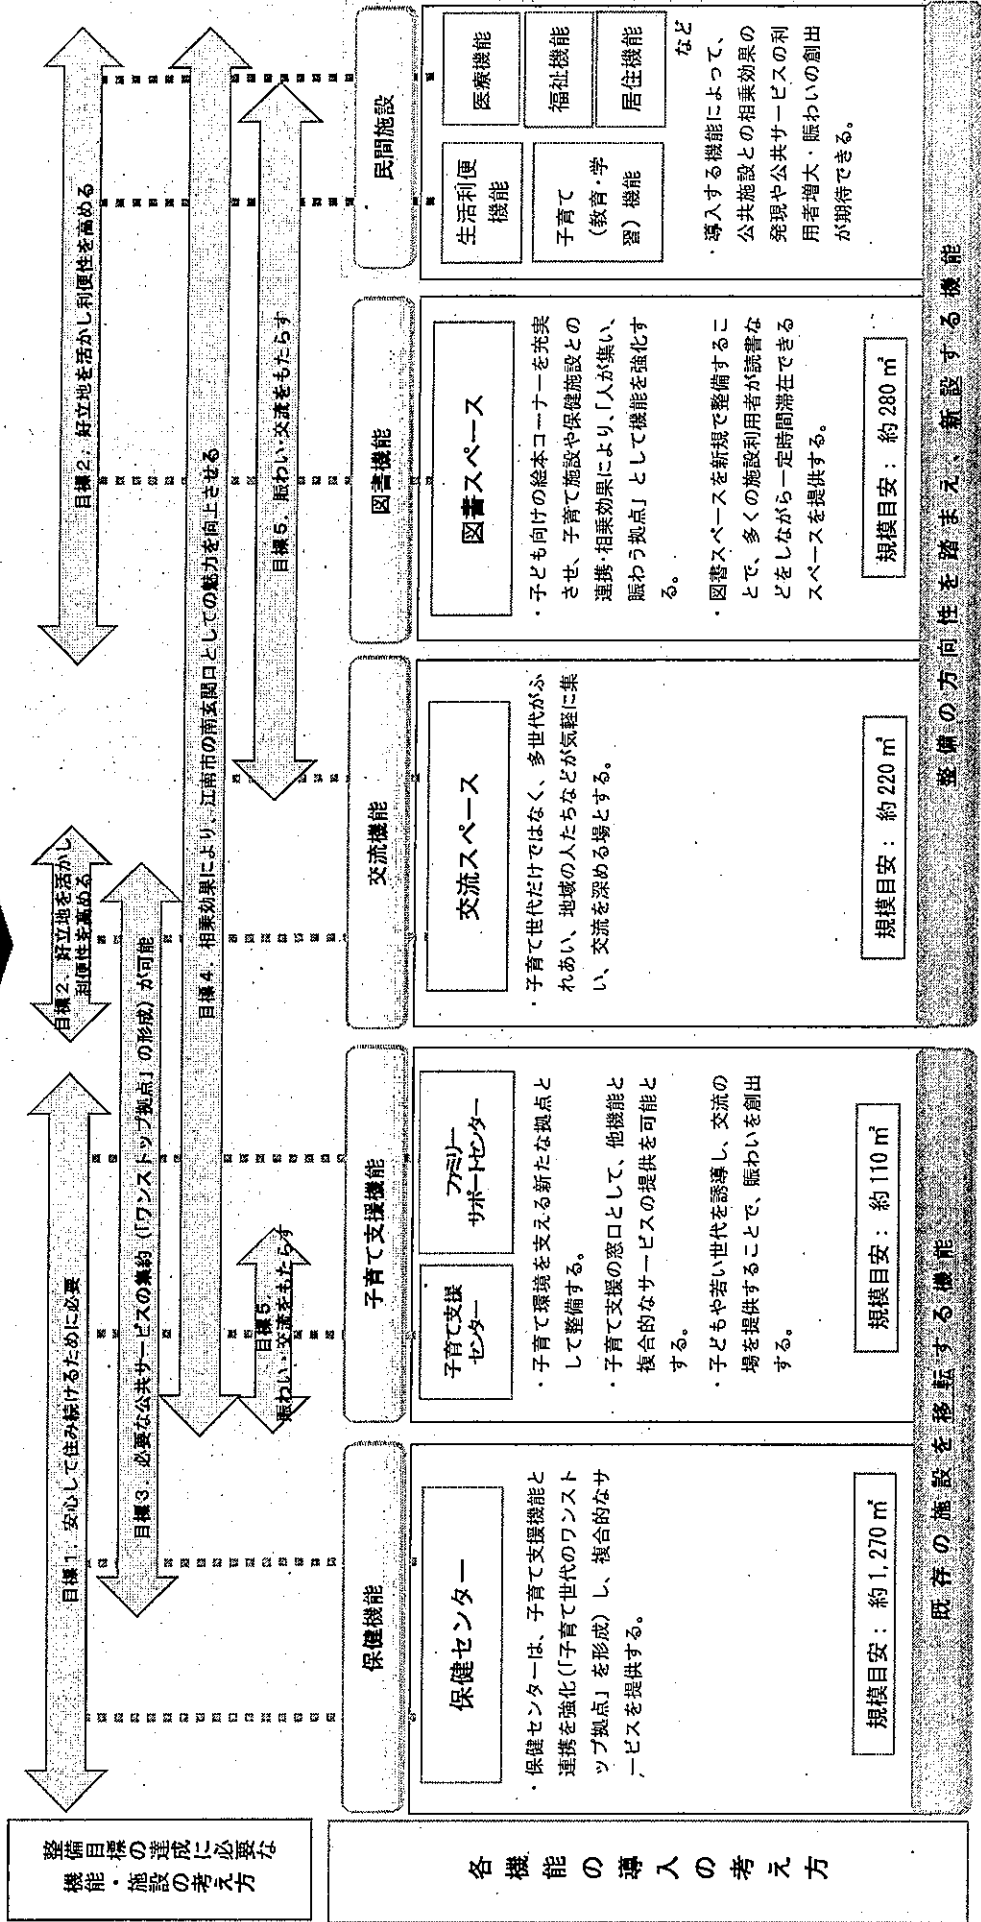 整備目標の達成に必要な
機能・施設の考え方
目標1．安心して住み続けるために必要
目標2．好立地を活かし
利便性を高める
目標2．好立地を活かし利便性を高める
目標3．必要な公共サービスの集約（「ワンストップ拠点」の形成）が可能
目標4．相乗効果により、江南市の南玄関口としての魅力を向上させる
目標5．
賑わい・交流をもたらす
目標5．賑わい・交流をもたらす
各機能の導入の考え方
保健機能
保健センター
・保健センターは、子育て支援機能と
連携を強化（「子育て世代のワンスト
ップ拠点」を形成）し、複合的なサ
ービスを提供する。
規模目安：約1,270㎡
子育て支援機能
子育て支援
センター
ファミリー
サポートセンター
・子育て環境を支える新たな拠点と
して整備する。
・子育て支援の窓口として、他機能と
複合的なサービスの提供を可能と
する。
・子どもや若い世代を誘導し、交流の
場を提供することで、賑わいを創出
する。
規模目安：約110㎡
既存の施設を移転する機能
交流機能
交流スペース
・子育て世代だけではなく、多世代がふ
れあい、地域の人たちなどが気軽に集
い、交流を深める場とする。
規模目安：約220㎡
図書機能
図書スペース
・子ども向けの絵本コーナーを充実
させ、子育て施設や保健施設との
連携・相乗効果により、「人が集い、
賑わう拠点」として機能を強化す
る。
・図書スペースを新規で整備するこ
とで、多くの施設利用者が読書な
どをしながら一定時間滞在できる
スペースを提供する。
規模目安：約280㎡
民間施設
生活利便
機能
医療機能
子育て
（教育・学
習）機能
福祉機能
居住機能
など
・導入する機能によって、
公共施設との相乗効果の
発現や公共サービスの利
用者増大・賑わいの創出
が期待できる。
整備の方向性を踏まえ、新設する機能